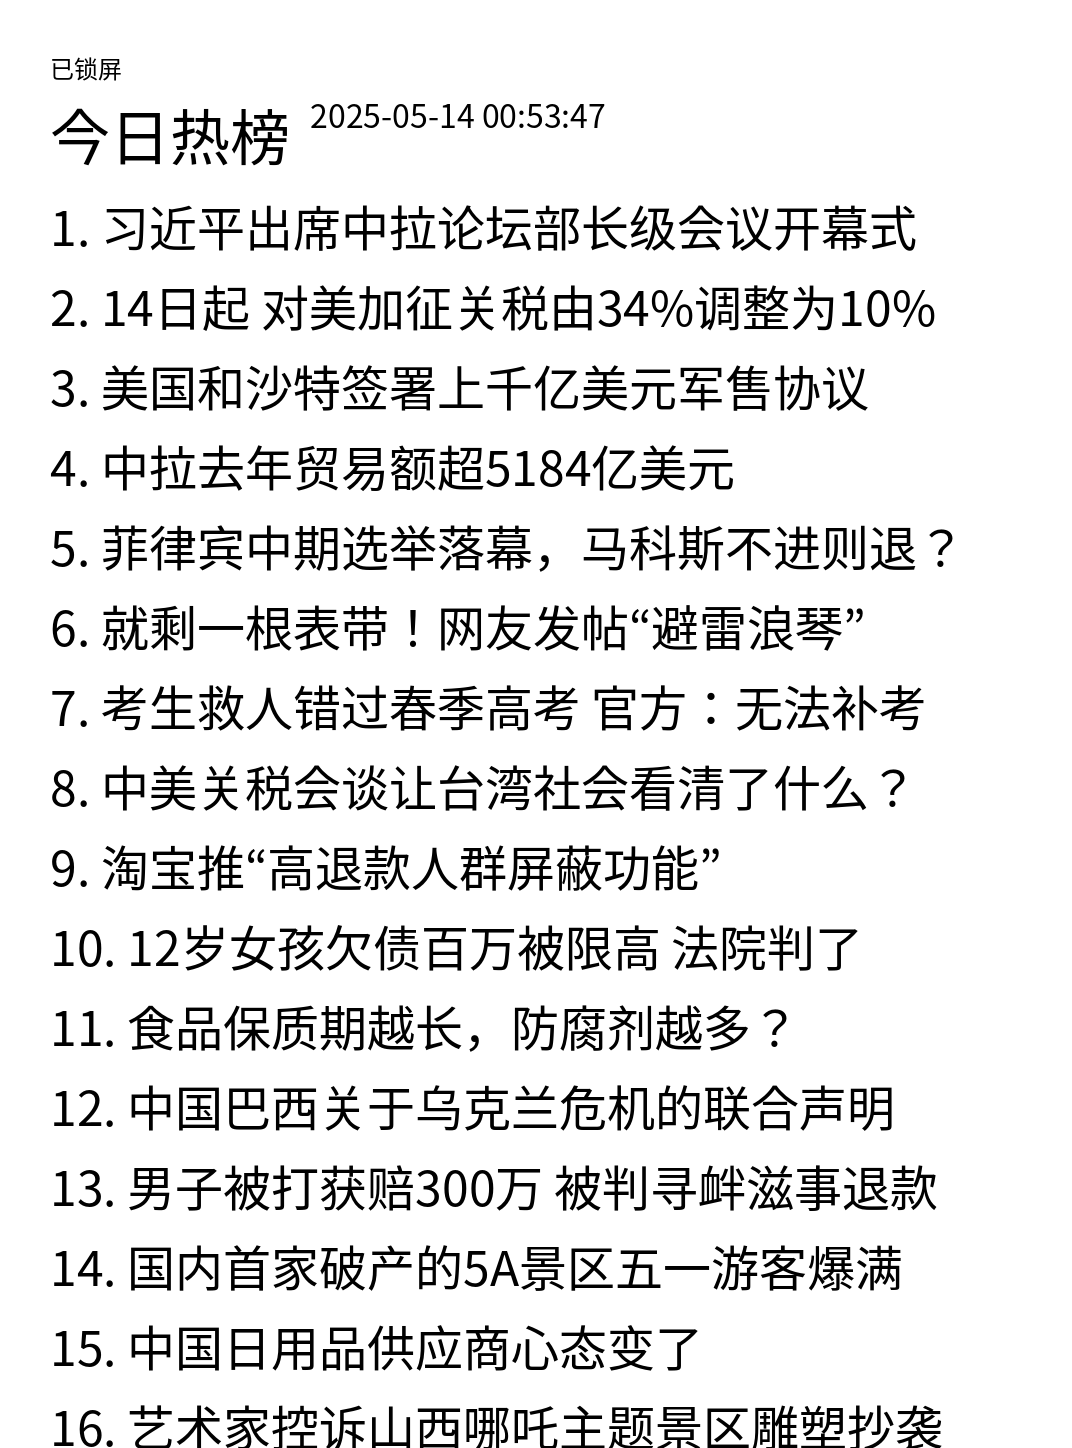 已锁屏
今日热榜 2025-05-14 00:53:47
1. 习近平出席中拉论坛部长级会议开幕式
2. 14日起 对美加征关税由34%调整为10%
3. 美国和沙特签署上千亿美元军售协议
4. 中拉去年贸易额超5184亿美元
5. 菲律宾中期选举落幕，马科斯不进则退？
6. 就剩一根表带！网友发帖“避雷浪琴”
7. 考生救人错过春季高考 官方：无法补考
8. 中美关税会谈让台湾社会看清了什么？
9. 淘宝推“高退款人群屏蔽功能”
10. 12岁女孩欠债百万被限高 法院判了
11. 食品保质期越长，防腐剂越多？
12. 中国巴西关于乌克兰危机的联合声明
13. 男子被打获赔300万 被判寻衅滋事退款
14. 国内首家破产的5A景区五一游客爆满
15. 中国日用品供应商心态变了
16. 艺术家控诉山西哪吒主题景区雕塑抄袭